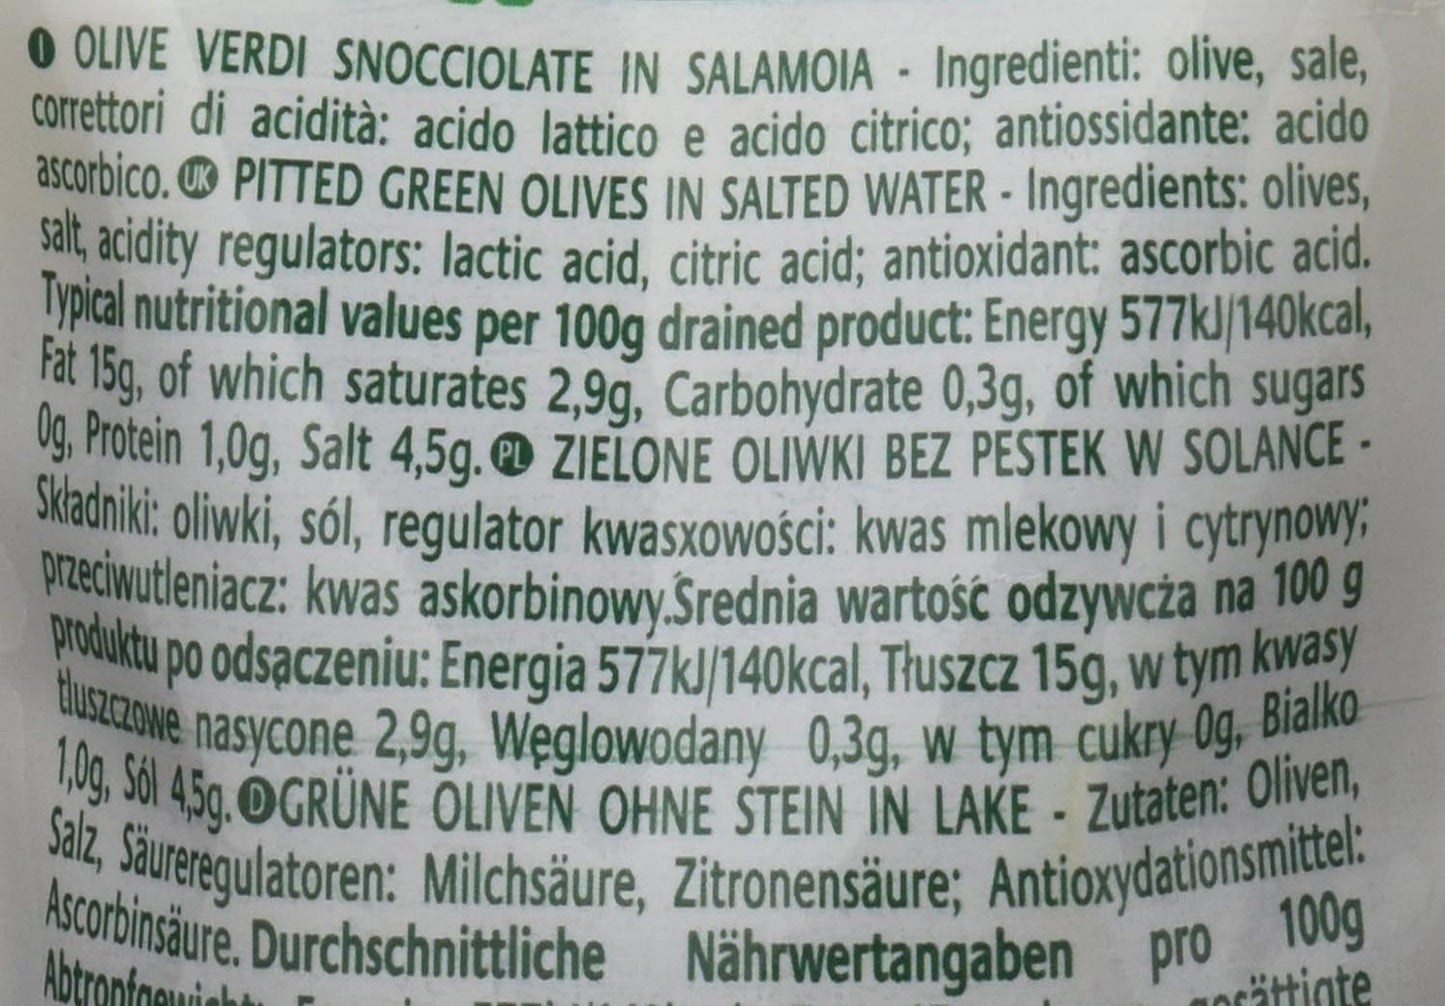 I OLIVE VERDI SNOCCIOLATE IN SALAMOIA - Ingredienti: olive, sale,
correttori di acidità: acido lattico e acido citrico; antiossidante: acido
ascorbico. UK PITTED GREEN OLIVES IN SALTED WATER - Ingredients: olives,
salt, acidity regulators: lactic acid, citric acid; antioxidant: ascorbic acid.
Typical nutritional values per 100g drained product: Energy 577kJ/140kcal,
Fat 15g, of which saturates 2,9g, Carbohydrate 0,3g, of which sugars
0g, Protein 1,0g, Salt 4,5g. PL ZIELONE OLIWKI BEZ PESTEK W SOLANCE -
Składniki: oliwki, sól, regulator kwasxowości: kwas mlekowy i cytrynowy;
przeciwutleniacz: kwas askorbinowy.Średnia wartość odzywcża na 100 g
produktu po odsączeniu: Energia 577kJ/140kcal, Tłuszcz 15g, w tym kwasy
tłuszczowe nasycone 2,9g, Węglowodany 0,3g, w tym cukry 0g, Bialko
1,0g, Sól 4,5g. D GRÜNE OLIVEN OHNE STEIN IN LAKE - Zutaten: Oliven,
Salz, Säureregulatoren: Milchsäure, Zitronensäure; Antioxydationsmittel:
Ascorbinsäure. Durchschnittliche Nährwertangaben pro 100g
Abtropfgewicht: gesättigte